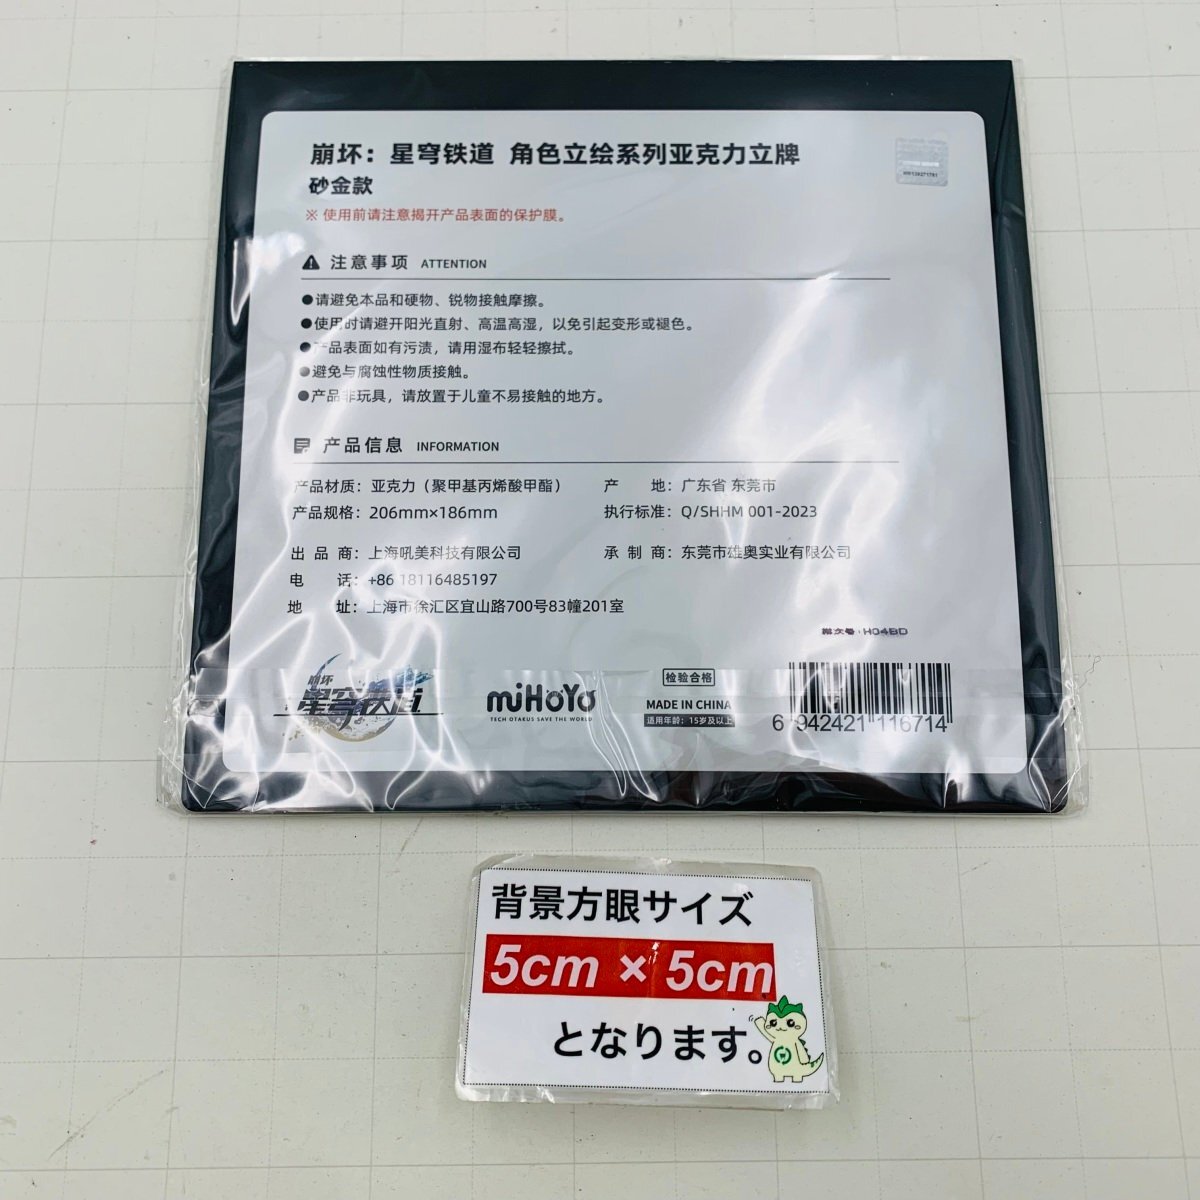 崩坏：星穹铁道 角色立绘系列亚克力立牌
砂金款
※ 使用前请注意揭开产品表面的保护膜。
注意事项 ATTENTION
●请避免本品和硬物、锐物接触摩擦。
●使用时请避开阳光直射、高温高湿，以免引起变形或褪色。
●产品表面如有污渍，请用湿布轻轻擦拭。
●避免与腐蚀性物质接触。
●产品非玩具，请放置于儿童不易接触的地方。
产品信息 INFORMATION
产品材质：亚克力（聚甲基丙烯酸甲酯）
产 地：广东省 东莞市
产品规格：206mm×186mm
执行标准：Q/SHHM 001-2023
出品商：上海吼美科技有限公司
承制商：东莞市雄奥实业有限公司
电 话：+86 18116485197
地 址：上海市徐汇区宜山路700号83幢201室
H04BD
崩坏
星穹铁道
miHoYo
TECH OTAKUS SAVE THE WORLD
检验合格
MADE IN CHINA
适用年龄：15岁及以上
6 942421 116714
背景方眼サイズ
5cm × 5cm
となります。